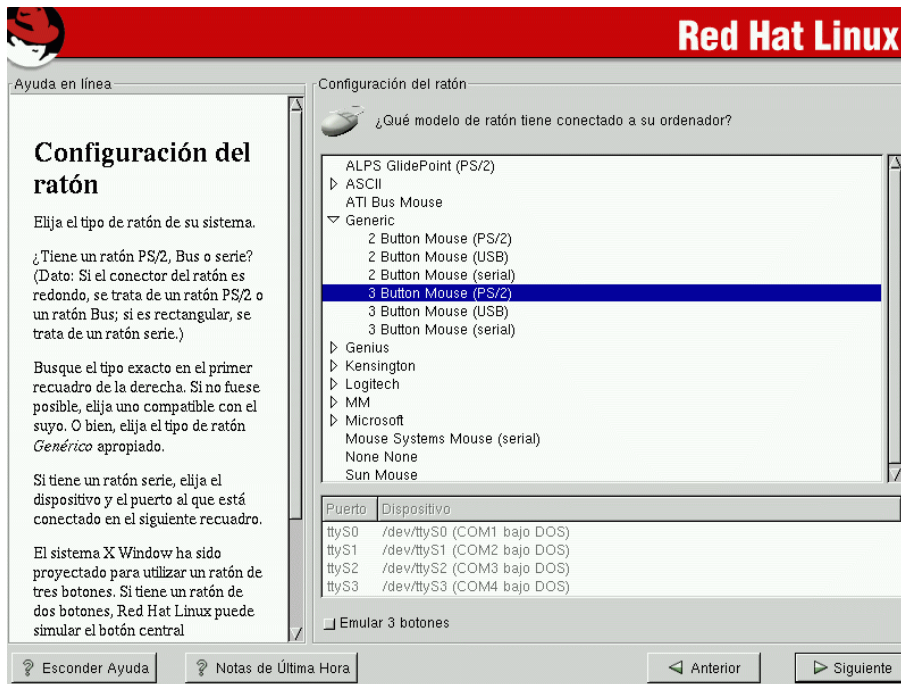 Red Hat Linux
Ayuda en línea
Configuración del
ratón
Elija el tipo de ratón de su sistema.
¿Tiene un ratón PS/2, Bus o serie?
(Dato: Si el conector del ratón es
redondo, se trata de un ratón PS/2 o
un ratón Bus; si es rectangular, se
trata de un ratón serie.)
Busque el tipo exacto en el primer
recuadro de la derecha. Si no fuese
posible, elija uno compatible con el
suyo. O bien, elija el tipo de ratón
Genérico apropiado.
Si tiene un ratón serie, elija el
dispositivo y el puerto al que está
conectado en el siguiente recuadro.
El sistema X Window ha sido
proyectado para utilizar un ratón de
tres botones. Si tiene un ratón de
dos botones, Red Hat Linux puede
simular el botón central
Configuración del ratón
¿Qué modelo de ratón tiene conectado a su ordenador?
ALPS GlidePoint (PS/2)
ASCII
ATI Bus Mouse
Generic
2 Button Mouse (PS/2)
2 Button Mouse (USB)
2 Button Mouse (serial)
3 Button Mouse (PS/2)
3 Button Mouse (USB)
3 Button Mouse (serial)
Genius
Kensington
Logitech
MM
Microsoft
Mouse Systems Mouse (serial)
None None
Sun Mouse
Puerto Dispositivo
ttyS0 /dev/ttyS0 (COM1 bajo DOS)
ttyS1 /dev/ttyS1 (COM2 bajo DOS)
ttyS2 /dev/ttyS2 (COM3 bajo DOS)
ttyS3 /dev/ttyS3 (COM4 bajo DOS)
Emular 3 botones
Esconder Ayuda
Notas de Última Hora
Anterior
Siguiente